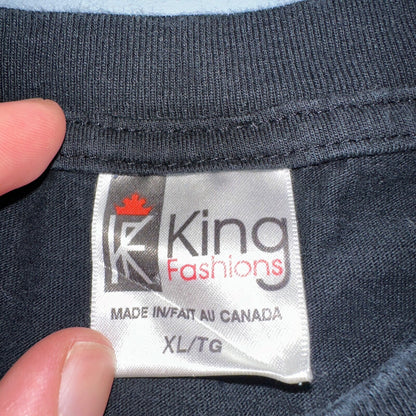 King
Fashions
MADE IN/FAIT AU CANADA
XL/TG